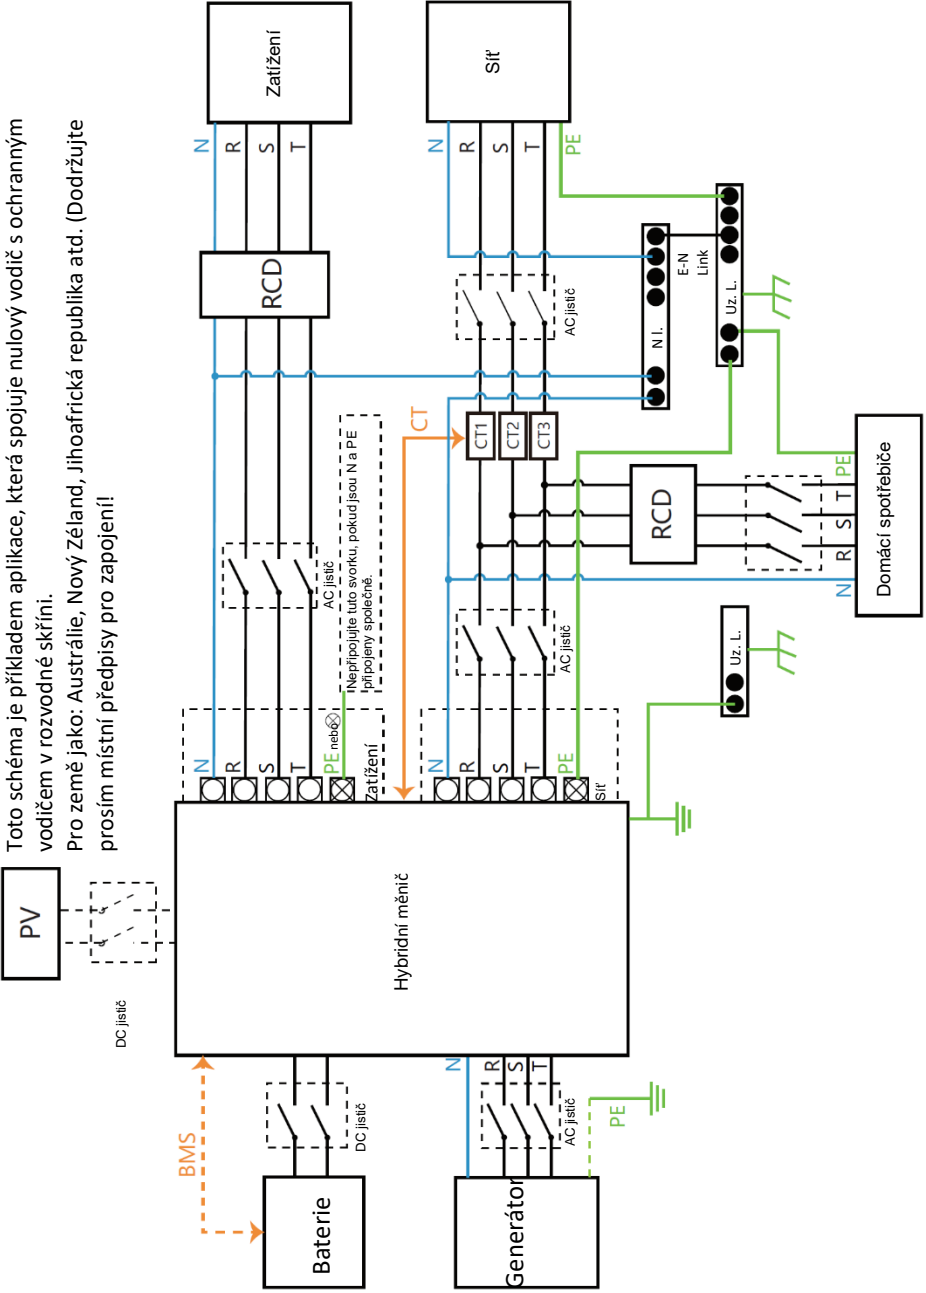 Toto schéma je příkladem aplikace, která spojuje nulový vodič s ochranným
vodičem v rozvodné skříni.
Pro země jako: Austrálie, Nový Zéland, Jihoafrická republika atd. (Dodržujte
prosím místní předpisy pro zapojení!
PV
DC jistič
BMS
Baterie
DC jistič
Generátor
N
R
S
T
AC jistič
PE
Hybridní měnič
N
R
S
T
PE
nebo
Zatížení
Nepřipojujte tuto svorku, pokud jsou N a PE
připojeny společně.
AC jistič
RCD
N
R
S
T
Zatížení
CT
N
R
S
T
PE
Síť
AC jistič
CT1
CT2
CT3
AC jistič
N
R
S
T
PE
Síť
N l.
E-N
Link
Uz. L.
RCD
N
R
S
T
PE
Domácí spotřebiče
Uz. L.